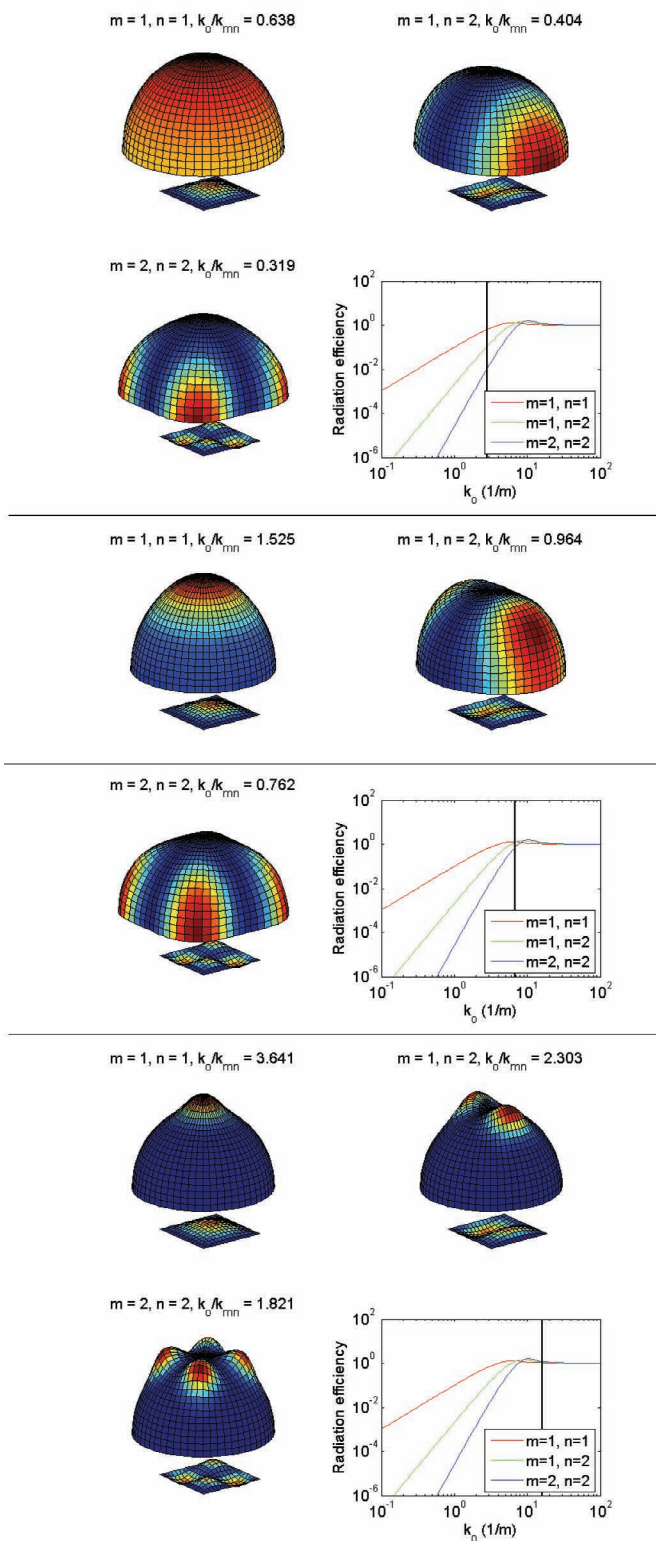 m = 1, n = 1, k_o/k_mn = 0.638
m = 1, n = 2, k_o/k_mn = 0.404
m = 2, n = 2, k_o/k_mn = 0.319
10^2
10^0
10^-2
10^-4
10^-6
Radiation efficiency
m=1, n=1
m=1, n=2
m=2, n=2
10^-1
10^0
10^1
10^2
k_o (1/m)
m = 1, n = 1, k_o/k_mn = 1.525
m = 1, n = 2, k_o/k_mn = 0.964
m = 2, n = 2, k_o/k_mn = 0.762
10^2
10^0
10^-2
10^-4
10^-6
Radiation efficiency
m=1, n=1
m=1, n=2
m=2, n=2
10^-1
10^0
10^1
10^2
k_o (1/m)
m = 1, n = 1, k_o/k_mn = 3.641
m = 1, n = 2, k_o/k_mn = 2.303
m = 2, n = 2, k_o/k_mn = 1.821
10^2
10^0
10^-2
10^-4
10^-6
Radiation efficiency
m=1, n=1
m=1, n=2
m=2, n=2
10^-1
10^0
10^1
10^2
k_o (1/m)